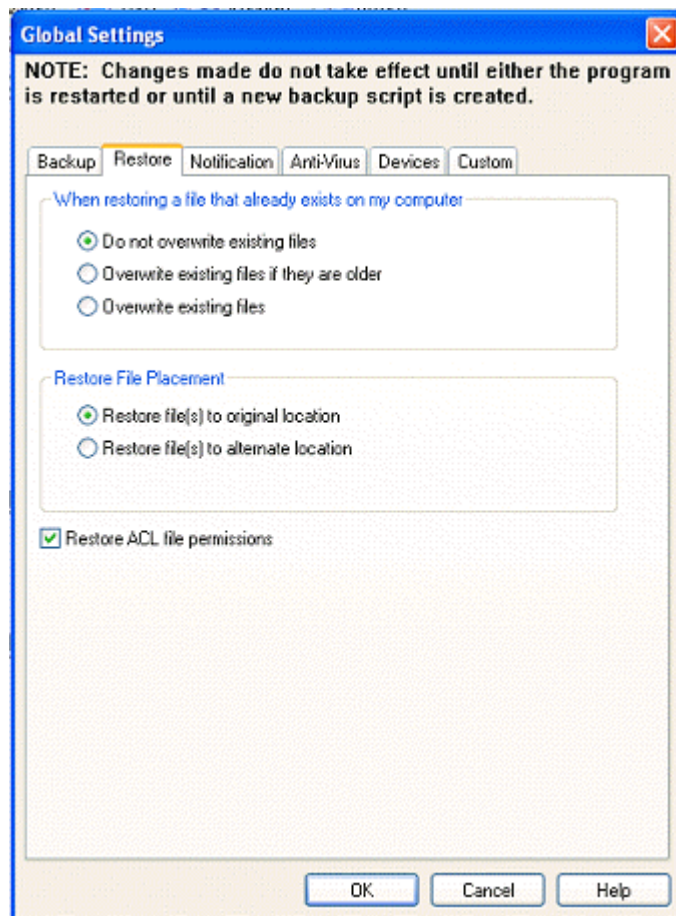 Global Settings
NOTE: Changes made do not take effect until either the program
is restarted or until a new backup script is created.
Backup Restore Notification Anti-Virus Devices Custom
When restoring a file that already exists on my computer
Do not overwrite existing files
Overwrite existing files if they are older
Overwrite existing files
Restore File Placement
Restore file(s) to original location
Restore file(s) to alternate location
Restore ACL file permissions
OK Cancel Help